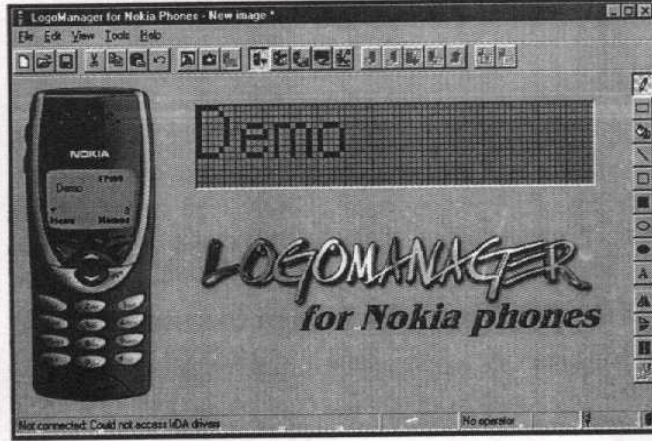 LogoManager for Nokia Phones - New image *
File Edit View Tools Help
Demo
NOKIA
Demo
Menu Names
LOGOMANAGER
for Nokia phones
Not connected: Could not access IrDA drivers
No operator